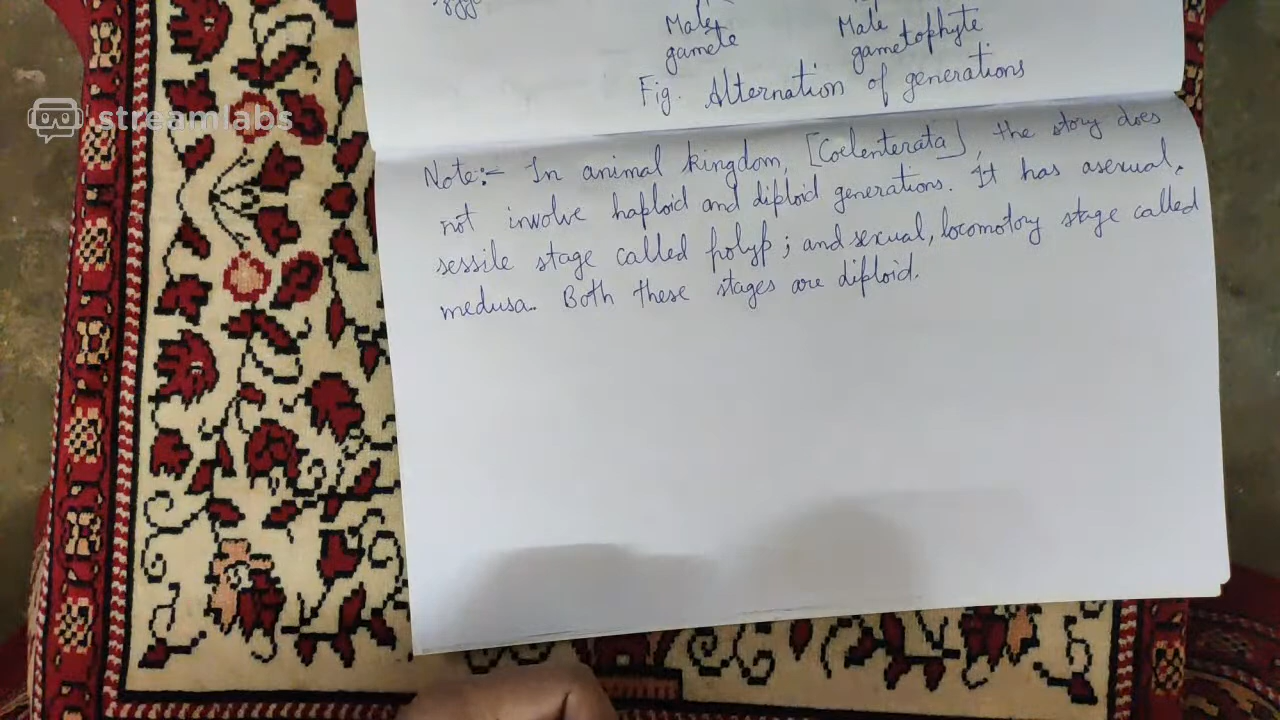 Male
gamete
Male
gametophyte
Fig. Alternation of generations
Note:- In animal kingdom, [Coelenterata], the story does
not involve haploid and diploid generations. It has asexual,
sessile stage called polyp; and sexual, locomotory stage called
medusa. Both these stages are diploid.
streamlabs